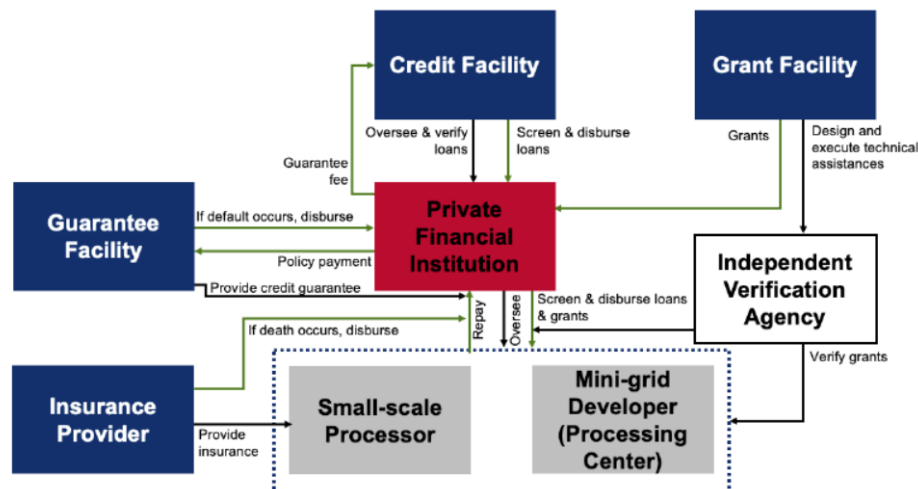 Credit Facility
Grant Facility
Oversee & verify
loans
Screen & disburse
loans
Grants
Design and
execute technical
assistances
Guarantee
fee
Guarantee
Facility
If default occurs, disburse
Private
Financial
Institution
Policy payment
Independent
Verification
Agency
Provide credit guarantee
Repay
Oversee
Screen & disburse loans
& grants
If death occurs, disburse
Verify grants
Insurance
Provider
Provide
insurance
Small-scale
Processor
Mini-grid
Developer
(Processing
Center)